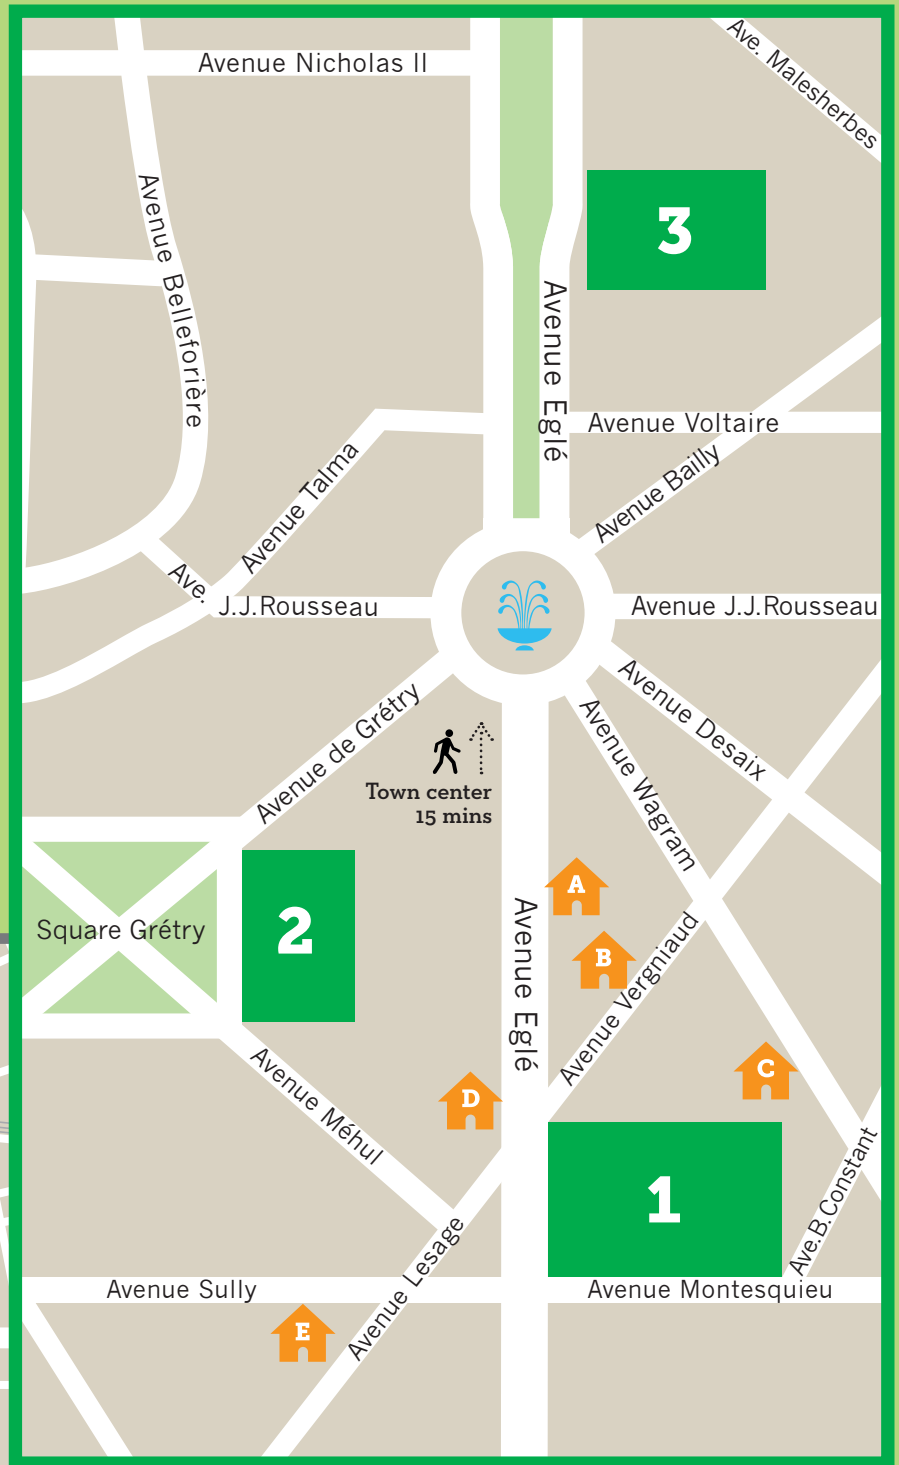 Ave. Malesherbes
Avenue Nicholas II
Avenue Belleforière
3
Avenue Eglé
Avenue Voltaire
Avenue Talma
Avenue Bailly
Ave.
J.J.Rousseau
Avenue J.J.Rousseau
Avenue de Grétry
Avenue Desaix
Avenue Wagram
Town center
15 mins
A
Square Grétry
2
Avenue Eglé
B
Avenue Vergniaud
C
Avenue Méhul
D
1
Ave.B.Constant
Avenue Lesage
Avenue Sully
Avenue Montesquieu
E